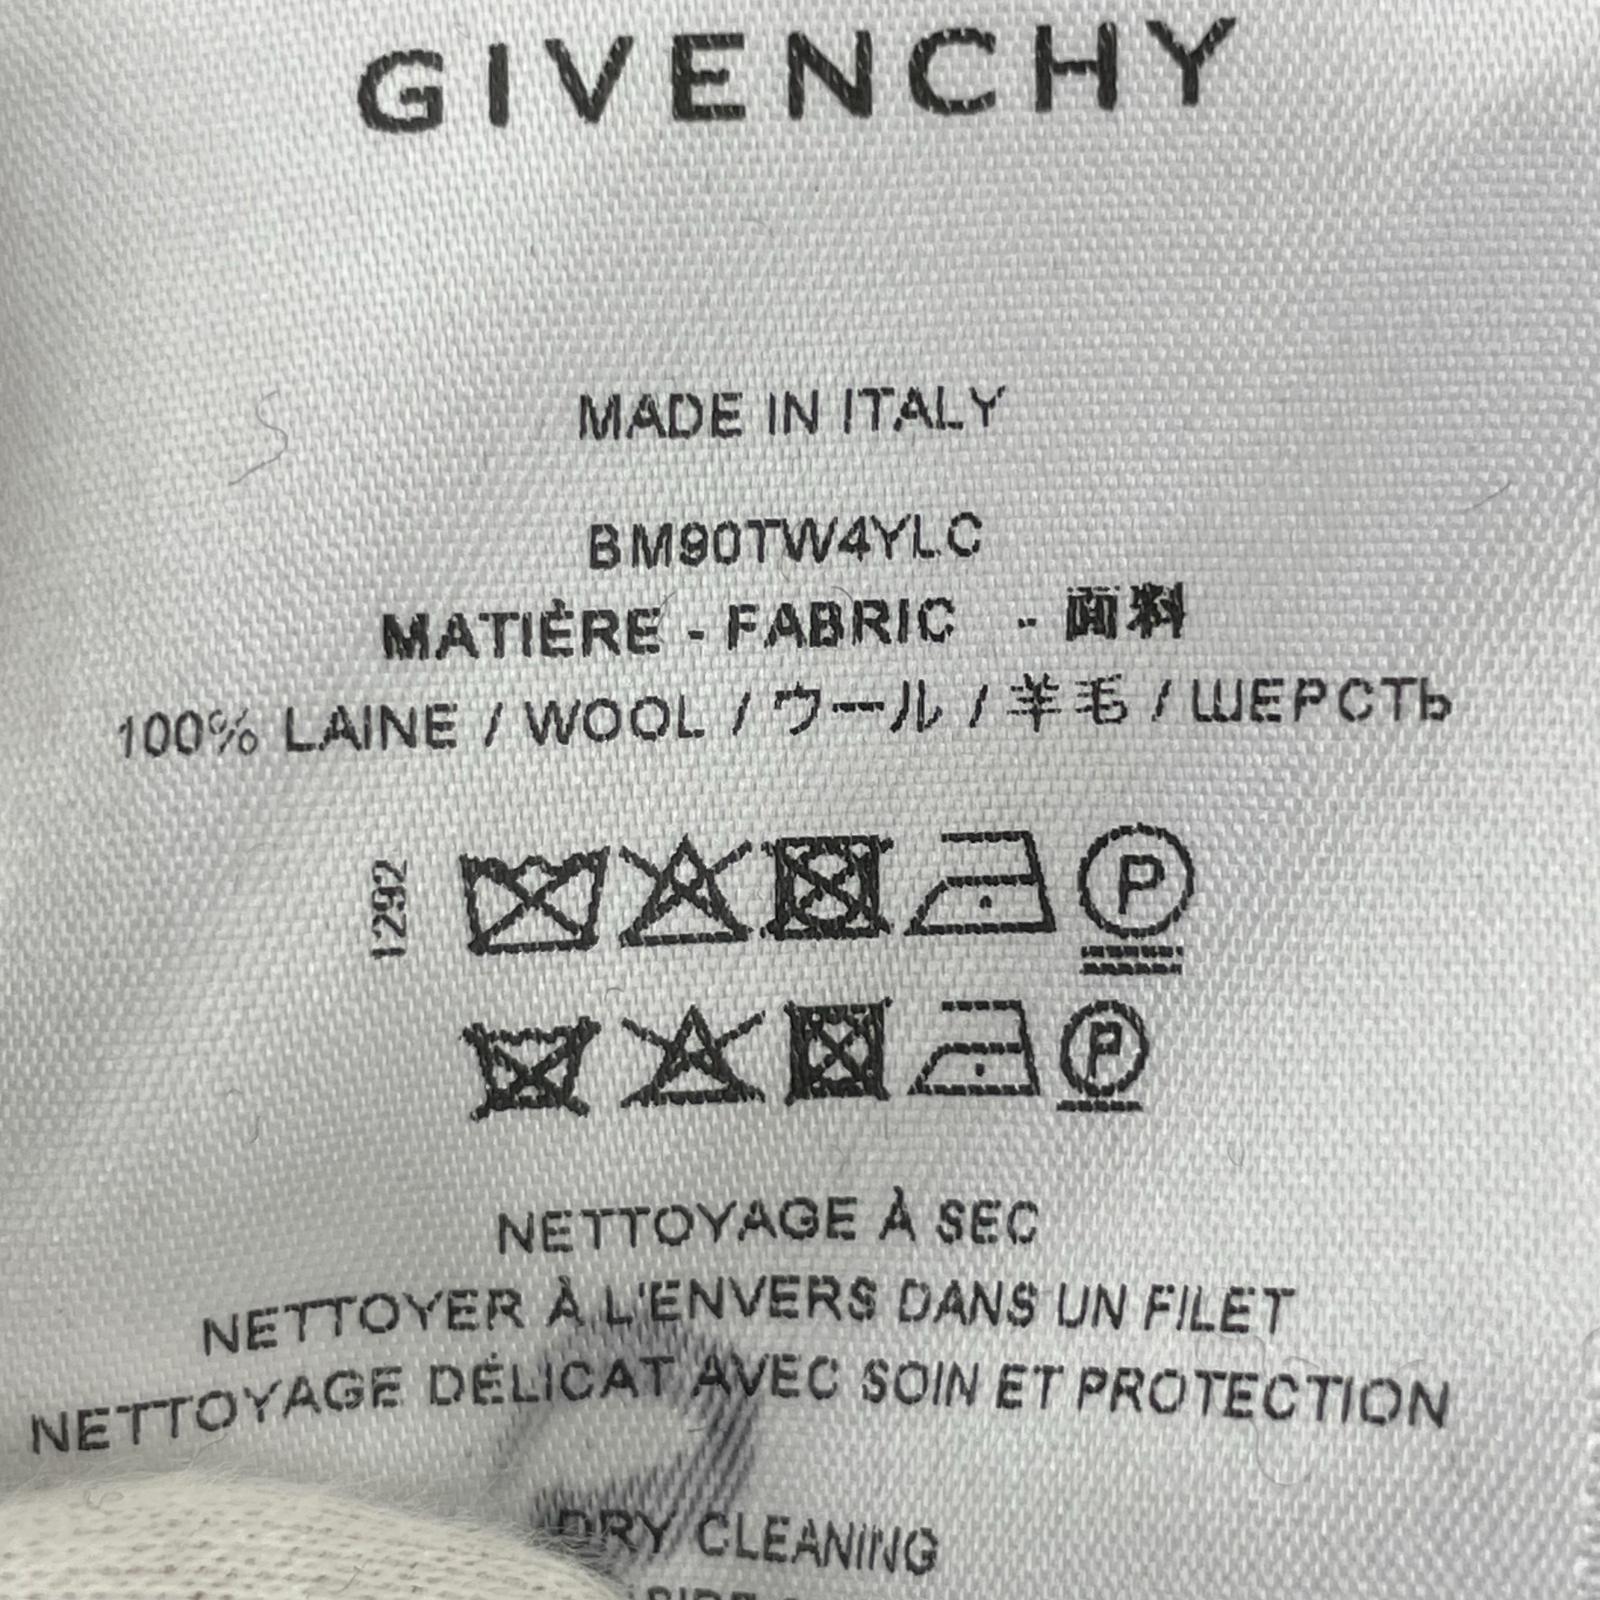 GIVENCHY
MADE IN ITALY
BM90TW4YLC
MATIÈRE - FABRIC - 面料
100% LAINE / WOOL / ウール / 羊毛 / ШЕРСТЬ
1292
P
P
NETTOYAGE À SEC
NETTOYER À L'ENVERS DANS UN FILET
NETTOYAGE DÉLICAT AVEC SOIN ET PROTECTION
DRY CLEANING